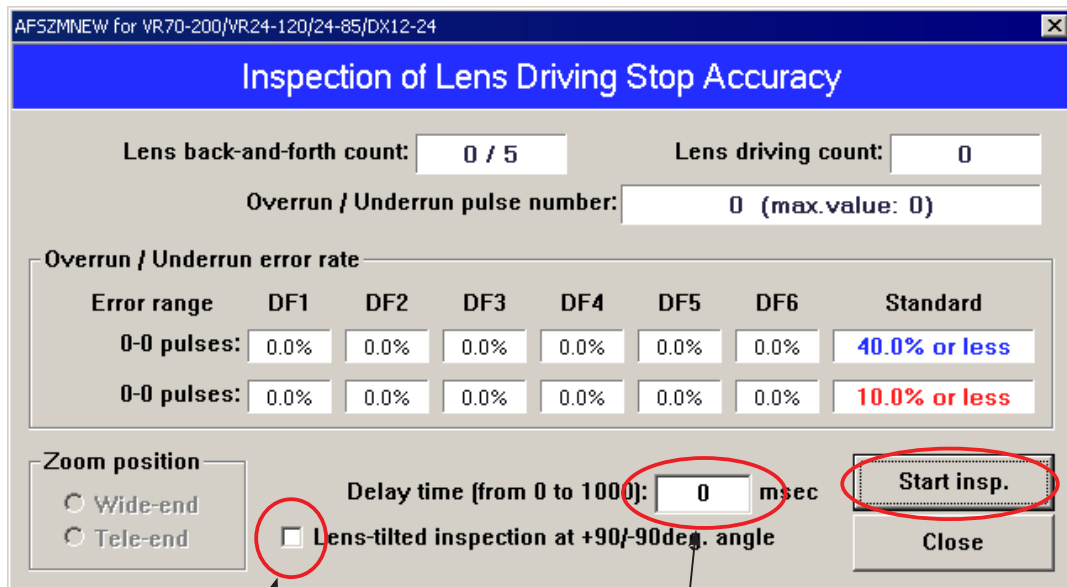 AFSZMNEW for VR70-200/VR24-120/24-85/DX12-24
Inspection of Lens Driving Stop Accuracy
Lens back-and-forth count: 0 / 5 Lens driving count: 0
Overrun / Underrun pulse number: 0 (max.value: 0)
Overrun / Underrun error rate
Error range DF1 DF2 DF3 DF4 DF5 DF6 Standard
0-0 pulses: 0.0% 0.0% 0.0% 0.0% 0.0% 0.0% 40.0% or less
0-0 pulses: 0.0% 0.0% 0.0% 0.0% 0.0% 0.0% 10.0% or less
Zoom position
Wide-end
Tele-end
Delay time (from 0 to 1000): 0 msec
Lens-tilted inspection at +90/-90deg. angle
Start insp.
Close